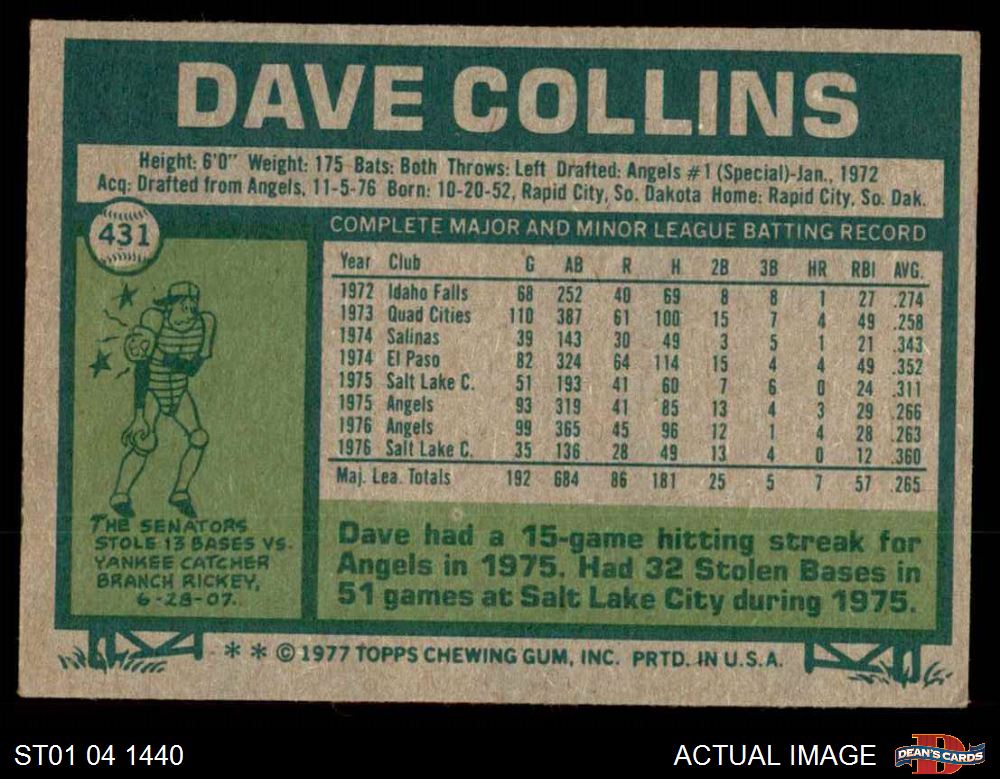 DAVE COLLINS
Height: 6'0" Weight: 175 Bats: Both Throws: Left Drafted: Angels #1 (Special)-Jan., 1972
Acq: Drafted from Angels, 11-5-76 Born: 10-20-52, Rapid City, So. Dakota Home: Rapid City, So. Dak.
431
COMPLETE MAJOR AND MINOR LEAGUE BATTING RECORD
Year Club G AB R H 2B 3B HR RBI AVG.
1972 Idaho Falls 68 252 40 69 8 8 1 27 .274
1973 Quad Cities 110 387 61 100 15 7 4 49 .258
1974 Salinas 39 143 30 49 3 5 1 21 .343
1974 El Paso 82 324 64 114 15 4 4 49 .352
1975 Salt Lake C. 51 193 41 60 7 6 0 24 .311
1975 Angels 93 319 41 85 13 4 3 29 .266
1976 Angels 99 365 45 96 12 1 4 28 .263
1976 Salt Lake C. 35 136 28 49 13 4 0 12 .360
Maj. Lea. Totals 192 684 86 181 25 5 7 57 .265
THE SENATORS
STOLE 13 BASES VS.
YANKEE CATCHER
BRANCH RICKEY,
6-28-07.
Dave had a 15-game hitting streak for
Angels in 1975. Had 32 Stolen Bases in
51 games at Salt Lake City during 1975.
* * © 1977 TOPPS CHEWING GUM, INC. PRTD. IN U.S.A.
ST01 04 1440
ACTUAL IMAGE
D
DEAN'S CARDS